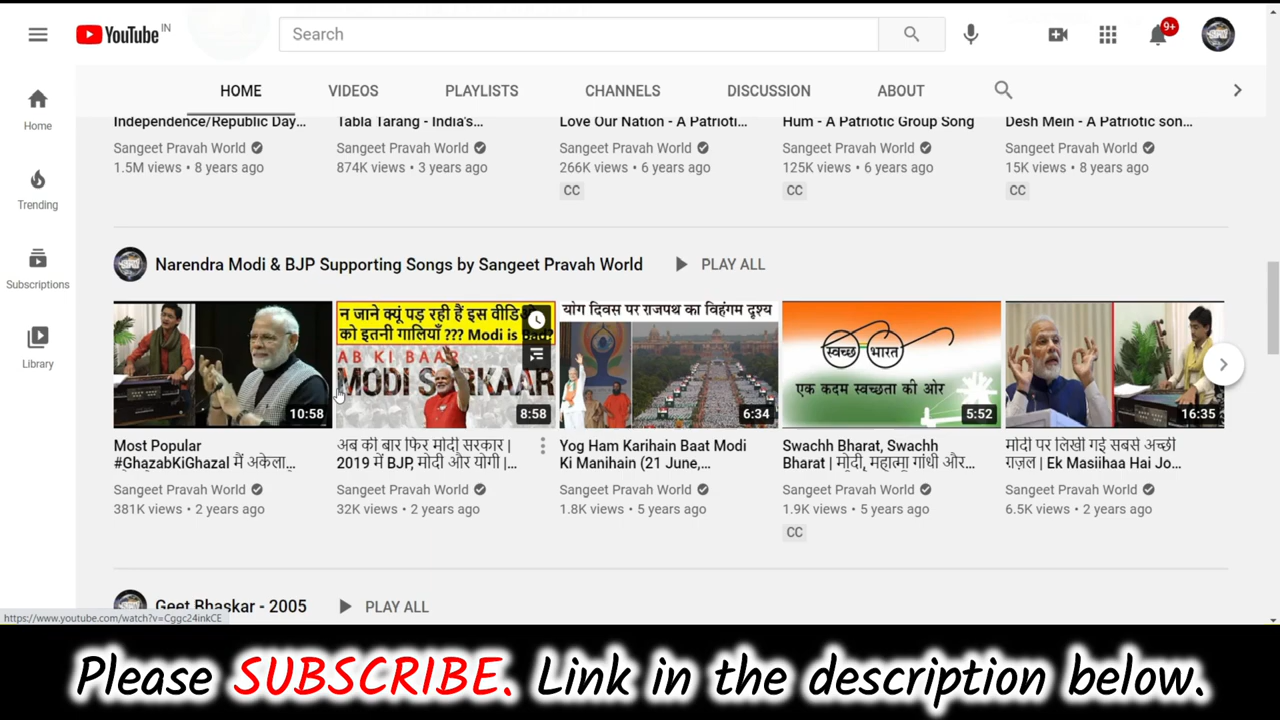 YouTube IN
Search
9+
HOME VIDEOS PLAYLISTS CHANNELS DISCUSSION ABOUT
Home
Trending
Subscriptions
Library
Independence/Republic Day...
Sangeet Pravah World
1.5M views • 8 years ago
Tabla Tarang - India's...
Sangeet Pravah World
874K views • 3 years ago
Love Our Nation - A Patrioti...
Sangeet Pravah World
266K views • 6 years ago
CC
Hum - A Patriotic Group Song
Sangeet Pravah World
125K views • 6 years ago
CC
Desh Mein - A Patriotic son...
Sangeet Pravah World
15K views • 8 years ago
CC
Narendra Modi & BJP Supporting Songs by Sangeet Pravah World PLAY ALL
10:58
Most Popular
#GhazabKiGhazal मैं अकेला...
Sangeet Pravah World
381K views • 2 years ago
न जाने क्यूं पड़ रही हैं इस वीडि
को इतनी गालियाँ ??? Modi is bad?
AB KI BAAR
MODI SARKAAR
8:58
अब की बार फिर मोदी सरकार |
2019 में BJP, मोदी और योगी |...
Sangeet Pravah World
32K views • 2 years ago
योग दिवस पर राजपथ का विहंगम दृश्य
6:34
Yog Ham Karihain Baat Modi
Ki Manihain (21 June,...
Sangeet Pravah World
1.8K views • 5 years ago
स्वच्छ भारत
एक कदम स्वच्छता की ओर
5:52
Swachh Bharat, Swachh
Bharat | मोदी, महात्मा गांधी और...
Sangeet Pravah World
1.9K views • 5 years ago
CC
16:35
मोदी पर लिखी गई सबसे अच्छी
ग़ज़ल | Ek Masiihaa Hai Jo...
Sangeet Pravah World
6.5K views • 2 years ago
Geet Bhaskar - 2005 PLAY ALL
https://www.youtube.com/watch?v=Cggc24inkCE
Please SUBSCRIBE. Link in the description below.